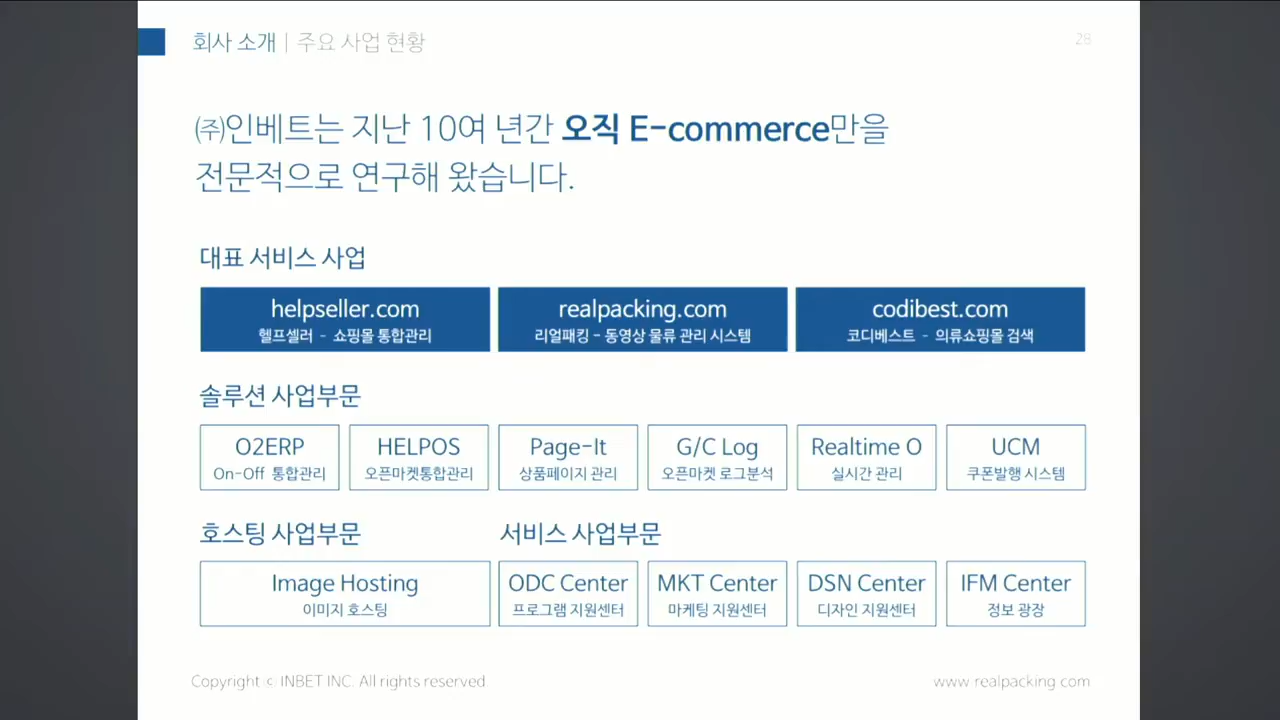 회사 소개 | 주요 사업 현황
28
㈜인베트는 지난 10여 년간 오직 E-commerce만을
전문적으로 연구해 왔습니다.
대표 서비스 사업
helpseller.com
헬프셀러 - 쇼핑몰 통합관리
realpacking.com
리얼패킹 - 동영상 물류 관리 시스템
codibest.com
코디베스트 - 의류쇼핑몰 검색
솔루션 사업부문
O2ERP
On-Off 통합관리
HELPOS
오픈마켓통합관리
Page-It
상품페이지 관리
G/C Log
오픈마켓 로그분석
Realtime O
실시간 관리
UCM
쿠폰발행 시스템
호스팅 사업부문
Image Hosting
이미지 호스팅
서비스 사업부문
ODC Center
프로그램 지원센터
MKT Center
마케팅 지원센터
DSN Center
디자인 지원센터
IFM Center
정보 광장
Copyright ⓒ INBET INC. All rights reserved
www.realpacking.com